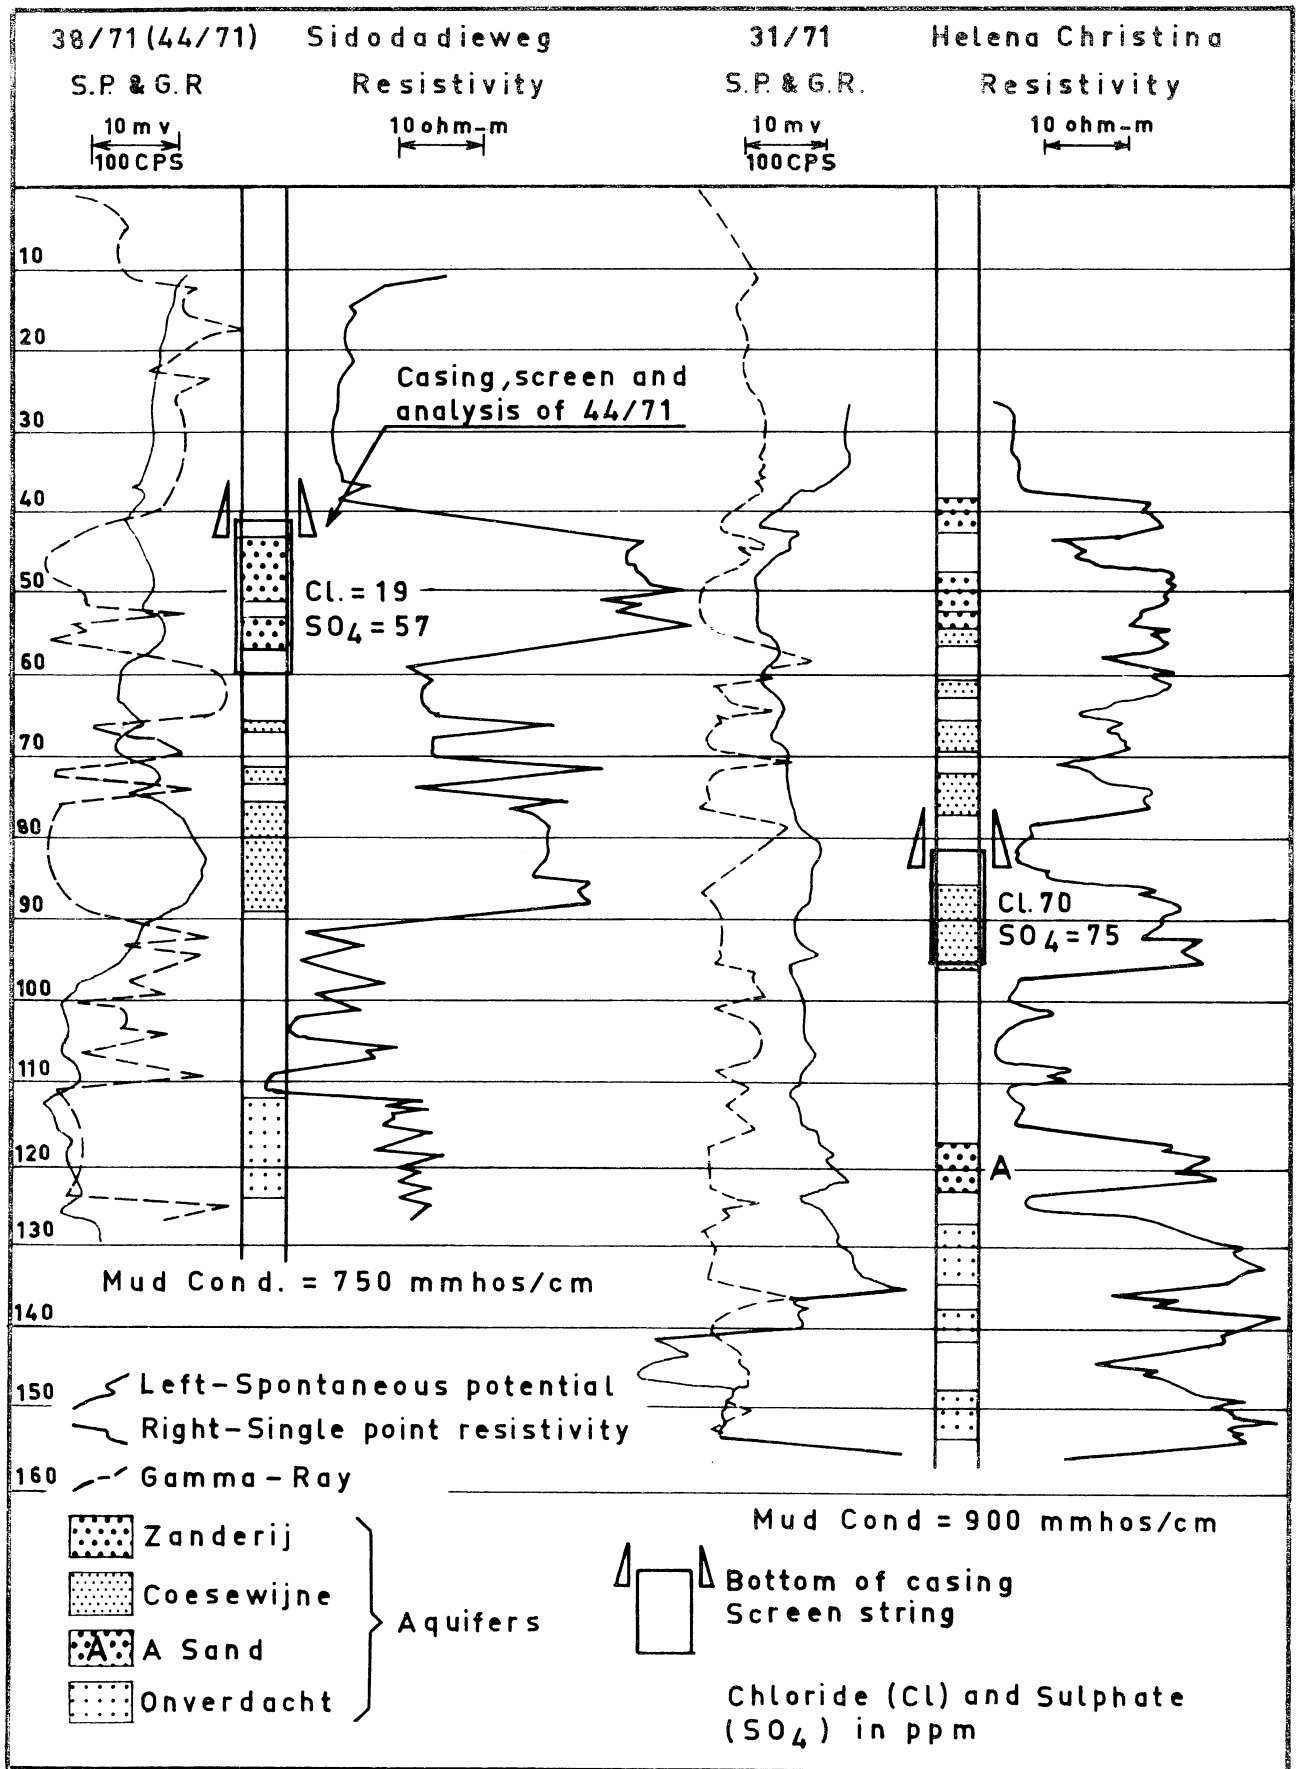 38/71 (44/71) Sidodadieweg 31/71 Helena Christina
S.P. & G.R Resistivity S.P. & G.R. Resistivity
10 mv 10 ohm-m 10 mv 10 ohm-m
100 CPS 100 CPS
10
20
Casing, screen and
analysis of 44/71
30
40
50
Cl. = 19
SO4 = 57
60
70
80
90
Cl. 70
SO4 = 75
100
110
120
A
130
Mud Cond. = 750 mmhos/cm
140
Left-Spontaneous potential
150
Right-Single point resistivity
160
Gamma-Ray
Mud Cond = 900 mmhos/cm
Zanderij
Coesewijne
Aquifers
A A Sand
Onverdacht
Bottom of casing
Screen string
Chloride (Cl) and Sulphate
(SO4) in ppm